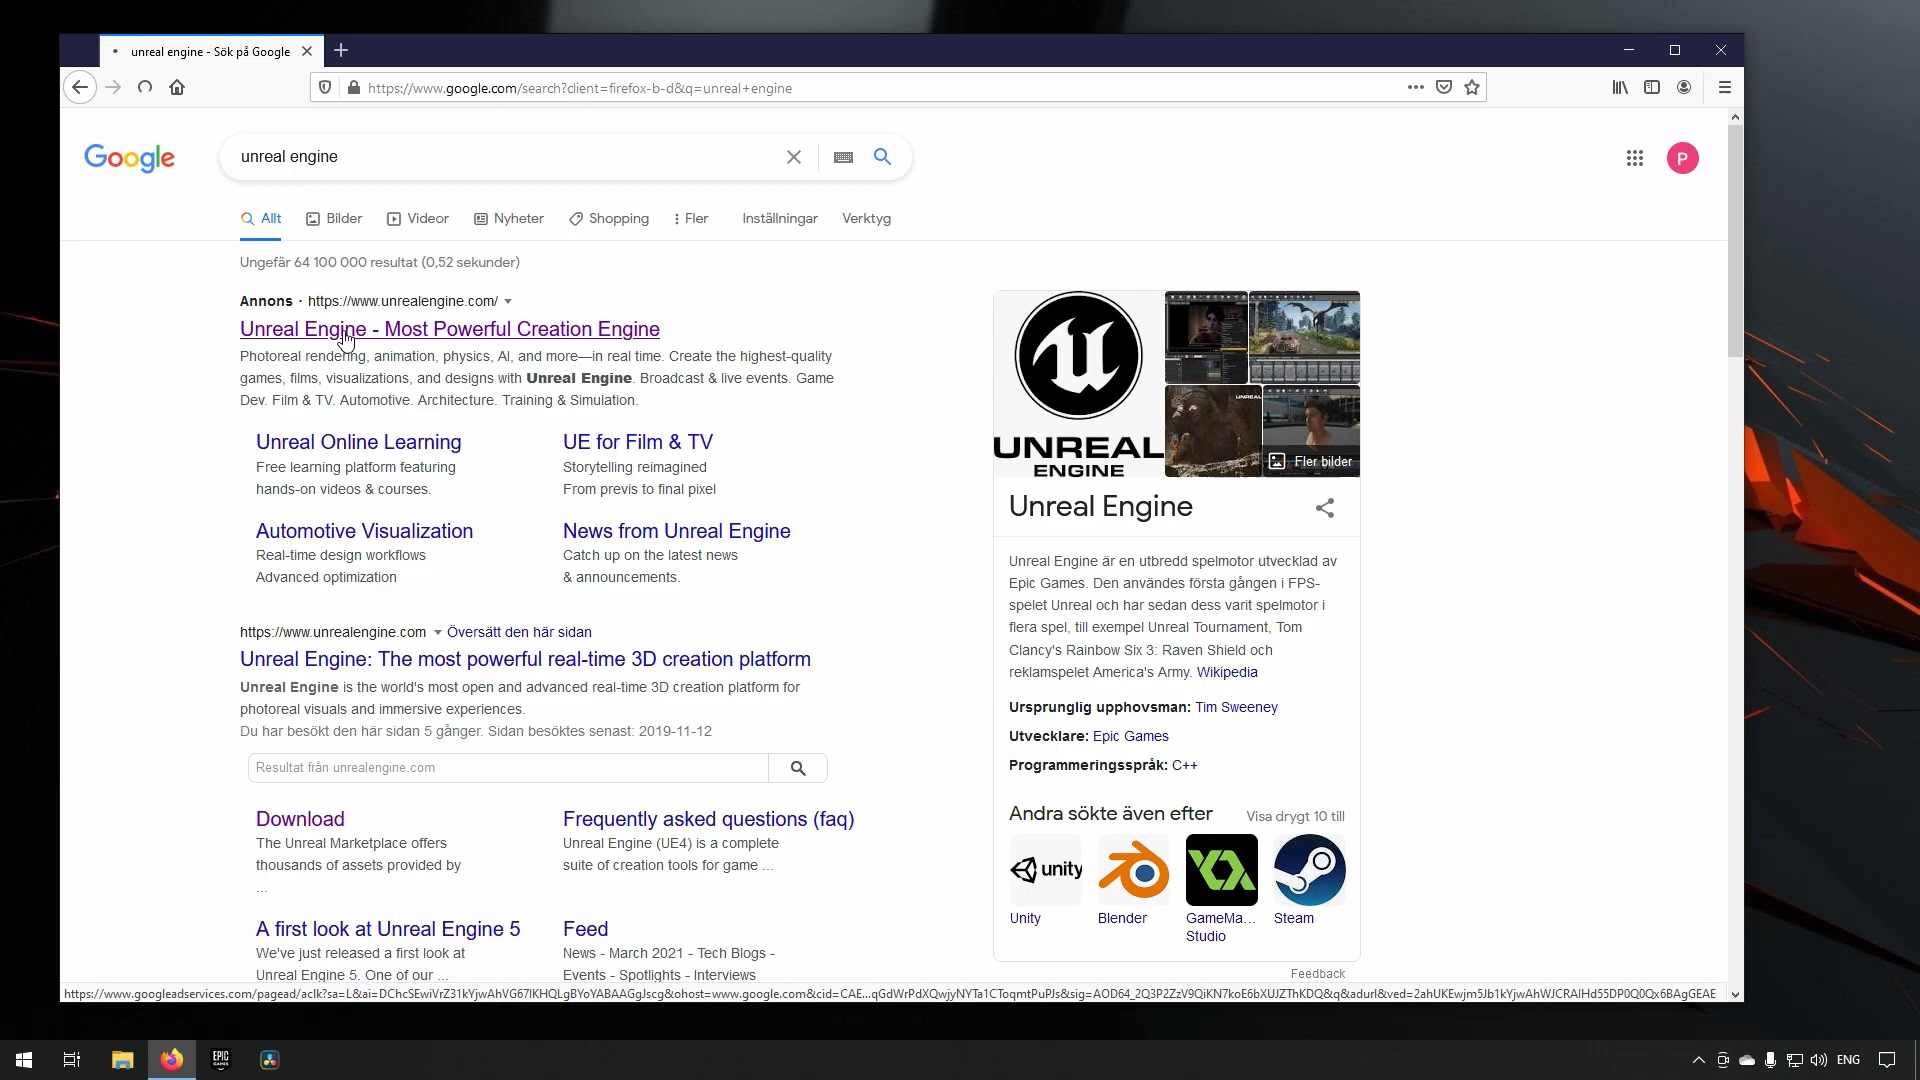 unreal engine - Sök på Google
https://www.google.com/search?client=firefox-b-d&q=unreal+engine
Google
unreal engine
P
Allt
Bilder
Videor
Nyheter
Shopping
Fler
Inställningar
Verktyg
Ungefär 64 100 000 resultat (0,52 sekunder)
Annons · https://www.unrealengine.com/
Unreal Engine - Most Powerful Creation Engine
Photoreal rendering, animation, physics, AI, and more—in real time. Create the highest-quality
games, films, visualizations, and designs with Unreal Engine. Broadcast & live events. Game
Dev. Film & TV. Automotive. Architecture. Training & Simulation.
Unreal Online Learning
Free learning platform featuring
hands-on videos & courses.
UE for Film & TV
Storytelling reimagined
From previs to final pixel
Automotive Visualization
Real-time design workflows
Advanced optimization
News from Unreal Engine
Catch up on the latest news
& announcements.
https://www.unrealengine.com Översätt den här sidan
Unreal Engine: The most powerful real-time 3D creation platform
Unreal Engine is the world's most open and advanced real-time 3D creation platform for
photoreal visuals and immersive experiences.
Du har besökt den här sidan 5 gånger. Sidan besöktes senast: 2019-11-12
Resultat från unrealengine.com
Download
The Unreal Marketplace offers
thousands of assets provided by
...
Frequently asked questions (faq)
Unreal Engine (UE4) is a complete
suite of creation tools for game ...
A first look at Unreal Engine 5
We've just released a first look at
Unreal Engine 5. One of our ...
Feed
News - March 2021 - Tech Blogs -
Events - Spotlights - Interviews
UNREAL
ENGINE
UNREAL
Fler bilder
Unreal Engine
Unreal Engine är en utbredd spelmotor utvecklad av
Epic Games. Den användes första gången i FPS-
spelet Unreal och har sedan dess varit spelmotor i
flera spel, till exempel Unreal Tournament, Tom
Clancy's Rainbow Six 3: Raven Shield och
reklamspelet America's Army. Wikipedia
Ursprunglig upphovsman: Tim Sweeney
Utvecklare: Epic Games
Programmeringsspråk: C++
Andra sökte även efter
Visa drygt 10 till
unity
Unity
Blender
GameMa...
Studio
Steam
Feedback
EPIC
GAMES
ENG